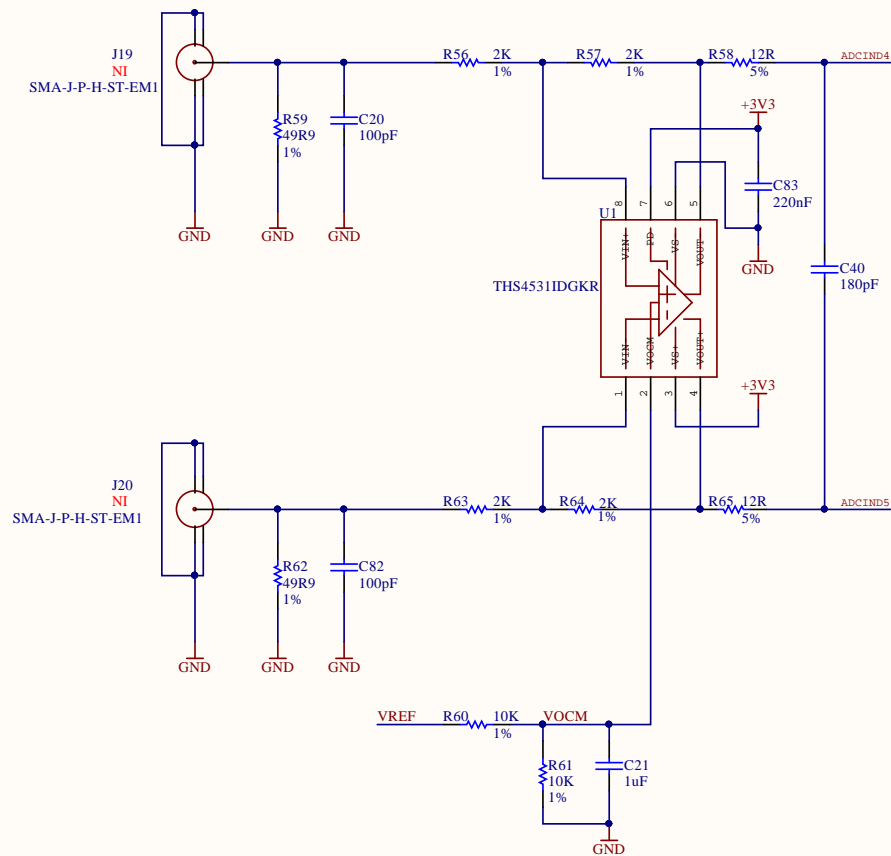 J19
NI
SMA-J-P-H-ST-EM1
R56 2K
1%
R57 2K
1%
R58 12R
5%
ADCIND4
R59
49R9
1%
C20
100pF
+3V3
C83
220nF
GND
GND
GND
GND
U1
8
7
6
5
VIN+
PD
VS
VOUT
THS4531IDGKR
C40
180pF
VIN
VOCM
VS+
VOUT+
1
2
3
4
+3V3
J20
NI
SMA-J-P-H-ST-EM1
R63 2K
1%
R64 2K
1%
R65 12R
5%
ADCIND5
R62
49R9
1%
C82
100pF
GND
GND
GND
VREF
R60 10K
1%
VOCM
R61
10K
1%
C21
1uF
GND